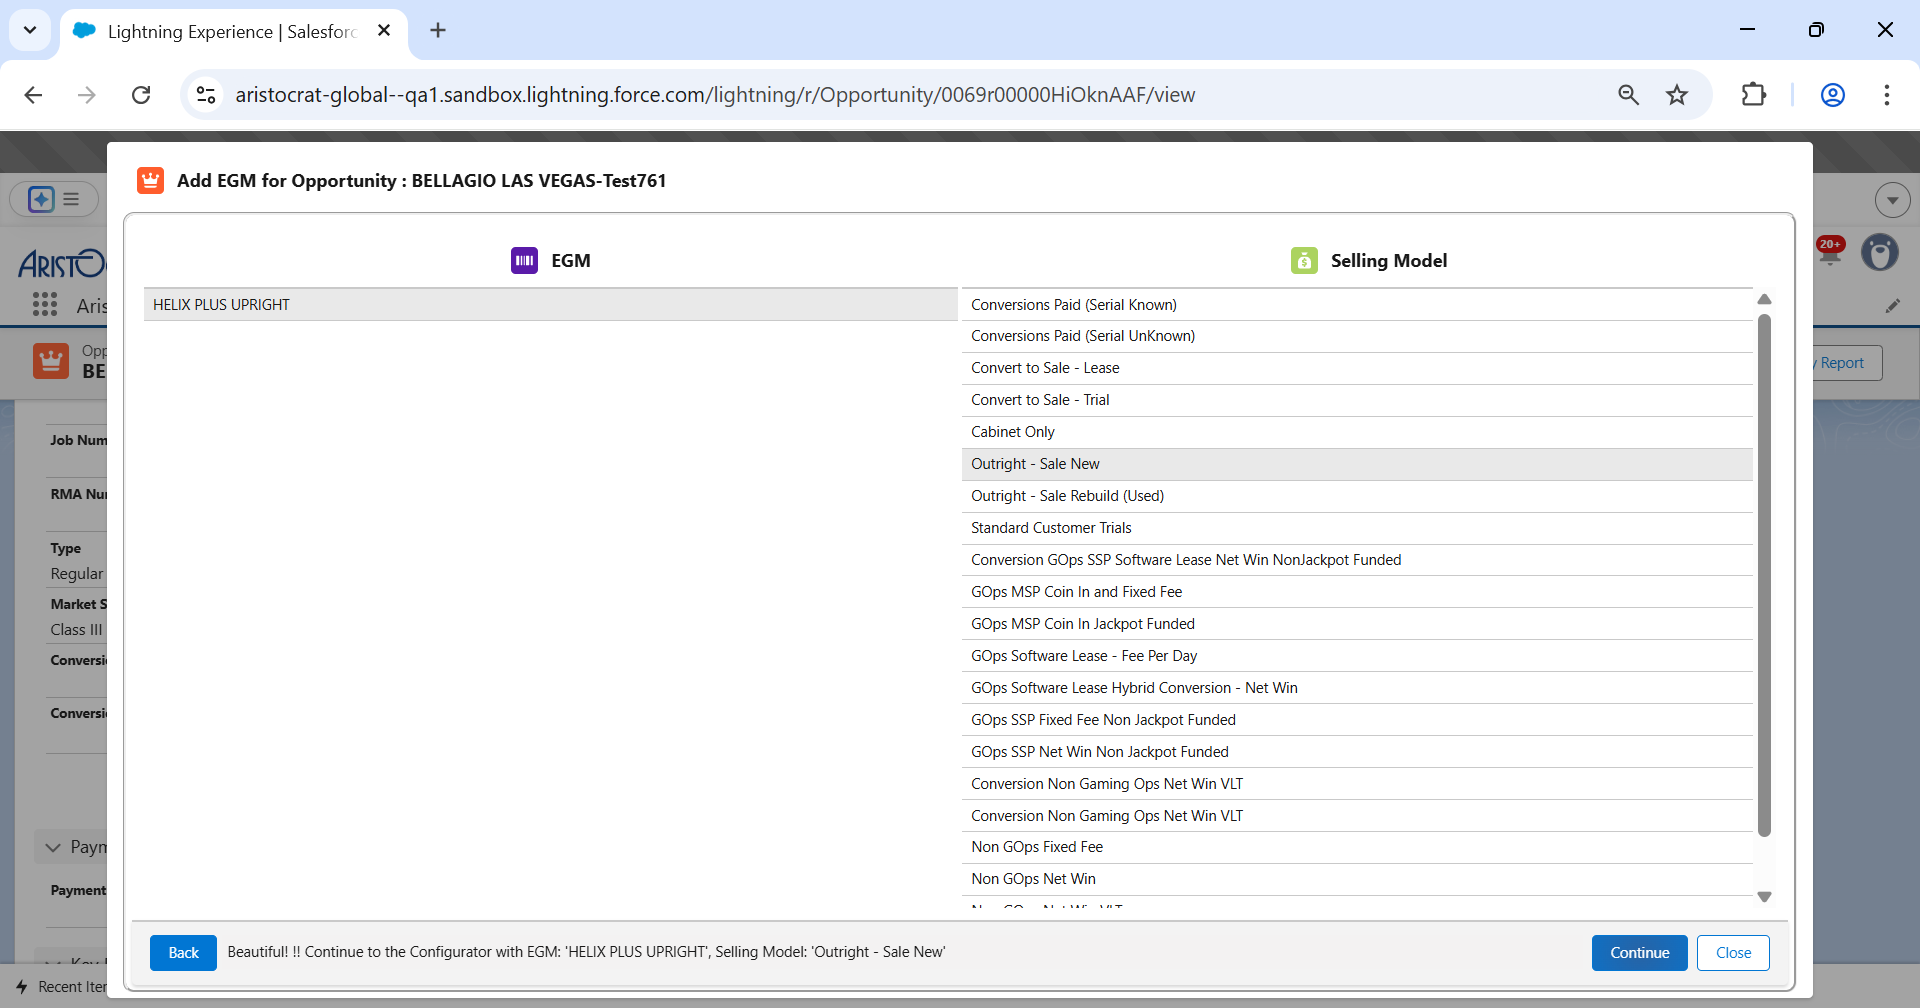 Lightning Experience | Salesforc
aristocrat-global--qa1.sandbox.lightning.force.com/lightning/r/Opportunity/0069r00000HiOknAAF/view
Add EGM for Opportunity : BELLAGIO LAS VEGAS-Test761
EGM
Selling Model
HELIX PLUS UPRIGHT
Conversions Paid (Serial Known)
Conversions Paid (Serial UnKnown)
Convert to Sale - Lease
Convert to Sale - Trial
Cabinet Only
Outright - Sale New
Outright - Sale Rebuild (Used)
Standard Customer Trials
Conversion GOps SSP Software Lease Net Win NonJackpot Funded
GOps MSP Coin In and Fixed Fee
GOps MSP Coin In Jackpot Funded
GOps Software Lease - Fee Per Day
GOps Software Lease Hybrid Conversion - Net Win
GOps SSP Fixed Fee Non Jackpot Funded
GOps SSP Net Win Non Jackpot Funded
Conversion Non Gaming Ops Net Win VLT
Conversion Non Gaming Ops Net Win VLT
Non GOps Fixed Fee
Non GOps Net Win
Back
Beautiful! !! Continue to the Configurator with EGM: 'HELIX PLUS UPRIGHT', Selling Model: 'Outright - Sale New'
Continue
Close
ARISTO
Aris
20+
Opp
BE
y Report
Job Num
RMA Nu
Type
Regular
Market S
Class III
Conversi
Conversi
Paym
Payment
Recent Iter